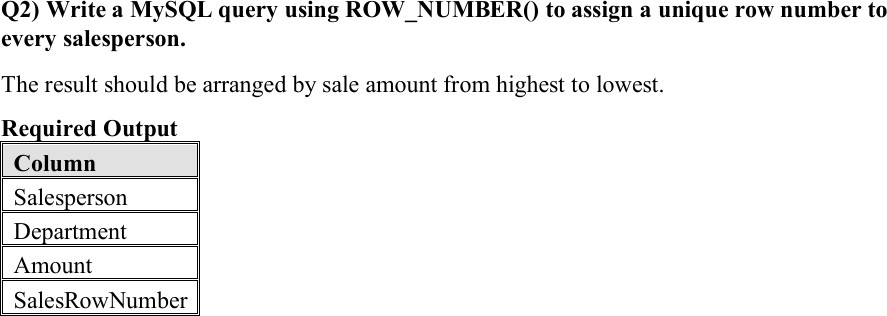 Q2) Write a MySQL query using ROW_NUMBER() to assign a unique row number to
every salesperson.
The result should be arranged by sale amount from highest to lowest.
Required Output
Column
Salesperson
Department
Amount
SalesRowNumber